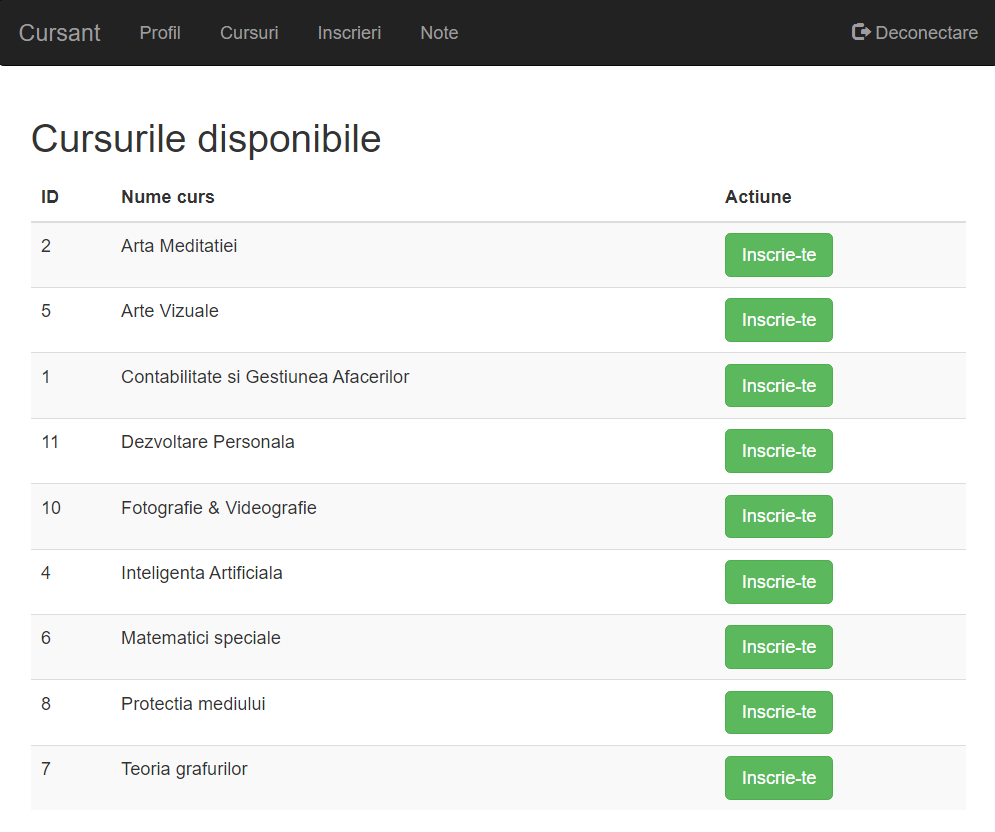 Cursant Profil Cursuri Inscrieri Note Deconectare
Cursurile disponibile
ID Nume curs Actiune
2 Arta Meditatiei Inscrie-te
5 Arte Vizuale Inscrie-te
1 Contabilitate si Gestiunea Afacerilor Inscrie-te
11 Dezvoltare Personala Inscrie-te
10 Fotografie & Videografie Inscrie-te
4 Inteligenta Artificiala Inscrie-te
6 Matematici speciale Inscrie-te
8 Protectia mediului Inscrie-te
7 Teoria grafurilor Inscrie-te